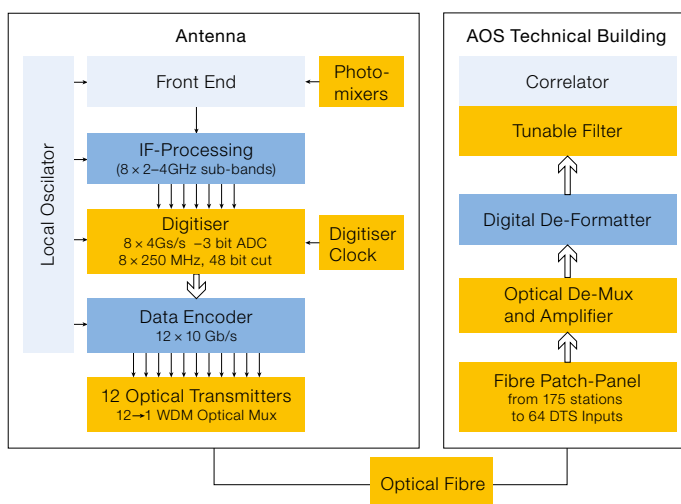 Antenna
Front End
Photo-
mixers
Local Oscilator
IF-Processing
(8 × 2–4GHz sub-bands)
Digitiser
8 × 4Gs/s –3 bit ADC
8 × 250 MHz, 48 bit cut
Digitiser
Clock
Data Encoder
12 × 10 Gb/s
12 Optical Transmitters
12→1 WDM Optical Mux
AOS Technical Building
Correlator
Tunable Filter
Digital De-Formatter
Optical De-Mux
and Amplifier
Fibre Patch-Panel
from 175 stations
to 64 DTS Inputs
Optical Fibre